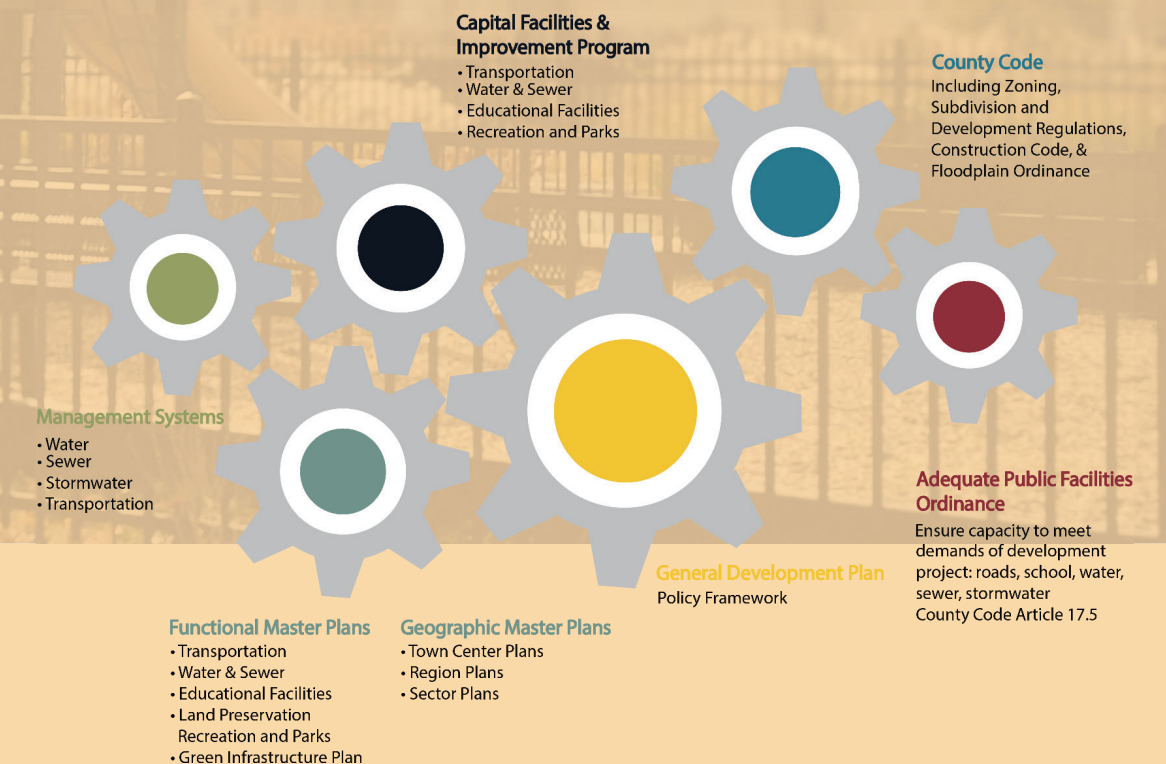 Capital Facilities &
Improvement Program
• Transportation
• Water & Sewer
• Educational Facilities
• Recreation and Parks
County Code
Including Zoning,
Subdivision and
Development Regulations,
Construction Code, &
Floodplain Ordinance
Management Systems
• Water
• Sewer
• Stormwater
• Transportation
Adequate Public Facilities
Ordinance
Ensure capacity to meet
demands of development
project: roads, school, water,
sewer, stormwater
County Code Article 17.5
General Development Plan
Policy Framework
Functional Master Plans
• Transportation
• Water & Sewer
• Educational Facilities
• Land Preservation
Recreation and Parks
• Green Infrastructure Plan
Geographic Master Plans
• Town Center Plans
• Region Plans
• Sector Plans